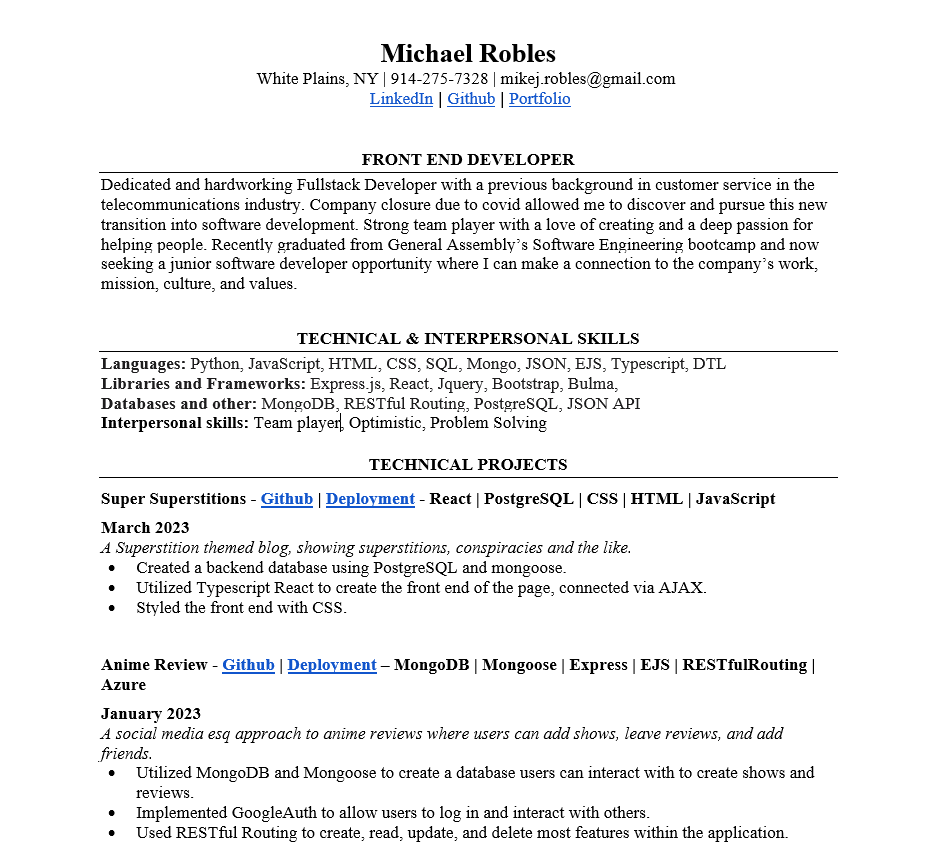 Michael Robles
White Plains, NY | 914-275-7328 | mikej.robles@gmail.com
LinkedIn | Github | Portfolio
FRONT END DEVELOPER
Dedicated and hardworking Fullstack Developer with a previous background in customer service in the
telecommunications industry. Company closure due to covid allowed me to discover and pursue this new
transition into software development. Strong team player with a love of creating and a deep passion for
helping people. Recently graduated from General Assembly’s Software Engineering bootcamp and now
seeking a junior software developer opportunity where I can make a connection to the company’s work,
mission, culture, and values.
TECHNICAL & INTERPERSONAL SKILLS
Languages: Python, JavaScript, HTML, CSS, SQL, Mongo, JSON, EJS, Typescript, DTL
Libraries and Frameworks: Express.js, React, Jquery, Bootstrap, Bulma,
Databases and other: MongoDB, RESTful Routing, PostgreSQL, JSON API
Interpersonal skills: Team player, Optimistic, Problem Solving
TECHNICAL PROJECTS
Super Superstitions - Github | Deployment - React | PostgreSQL | CSS | HTML | JavaScript
March 2023
A Superstition themed blog, showing superstitions, conspiracies and the like.
• Created a backend database using PostgreSQL and mongoose.
• Utilized Typescript React to create the front end of the page, connected via AJAX.
• Styled the front end with CSS.
Anime Review - Github | Deployment – MongoDB | Mongoose | Express | EJS | RESTfulRouting |
Azure
January 2023
A social media esq approach to anime reviews where users can add shows, leave reviews, and add
friends.
• Utilized MongoDB and Mongoose to create a database users can interact with to create shows and
reviews.
• Implemented GoogleAuth to allow users to log in and interact with others.
• Used RESTful Routing to create, read, update, and delete most features within the application.